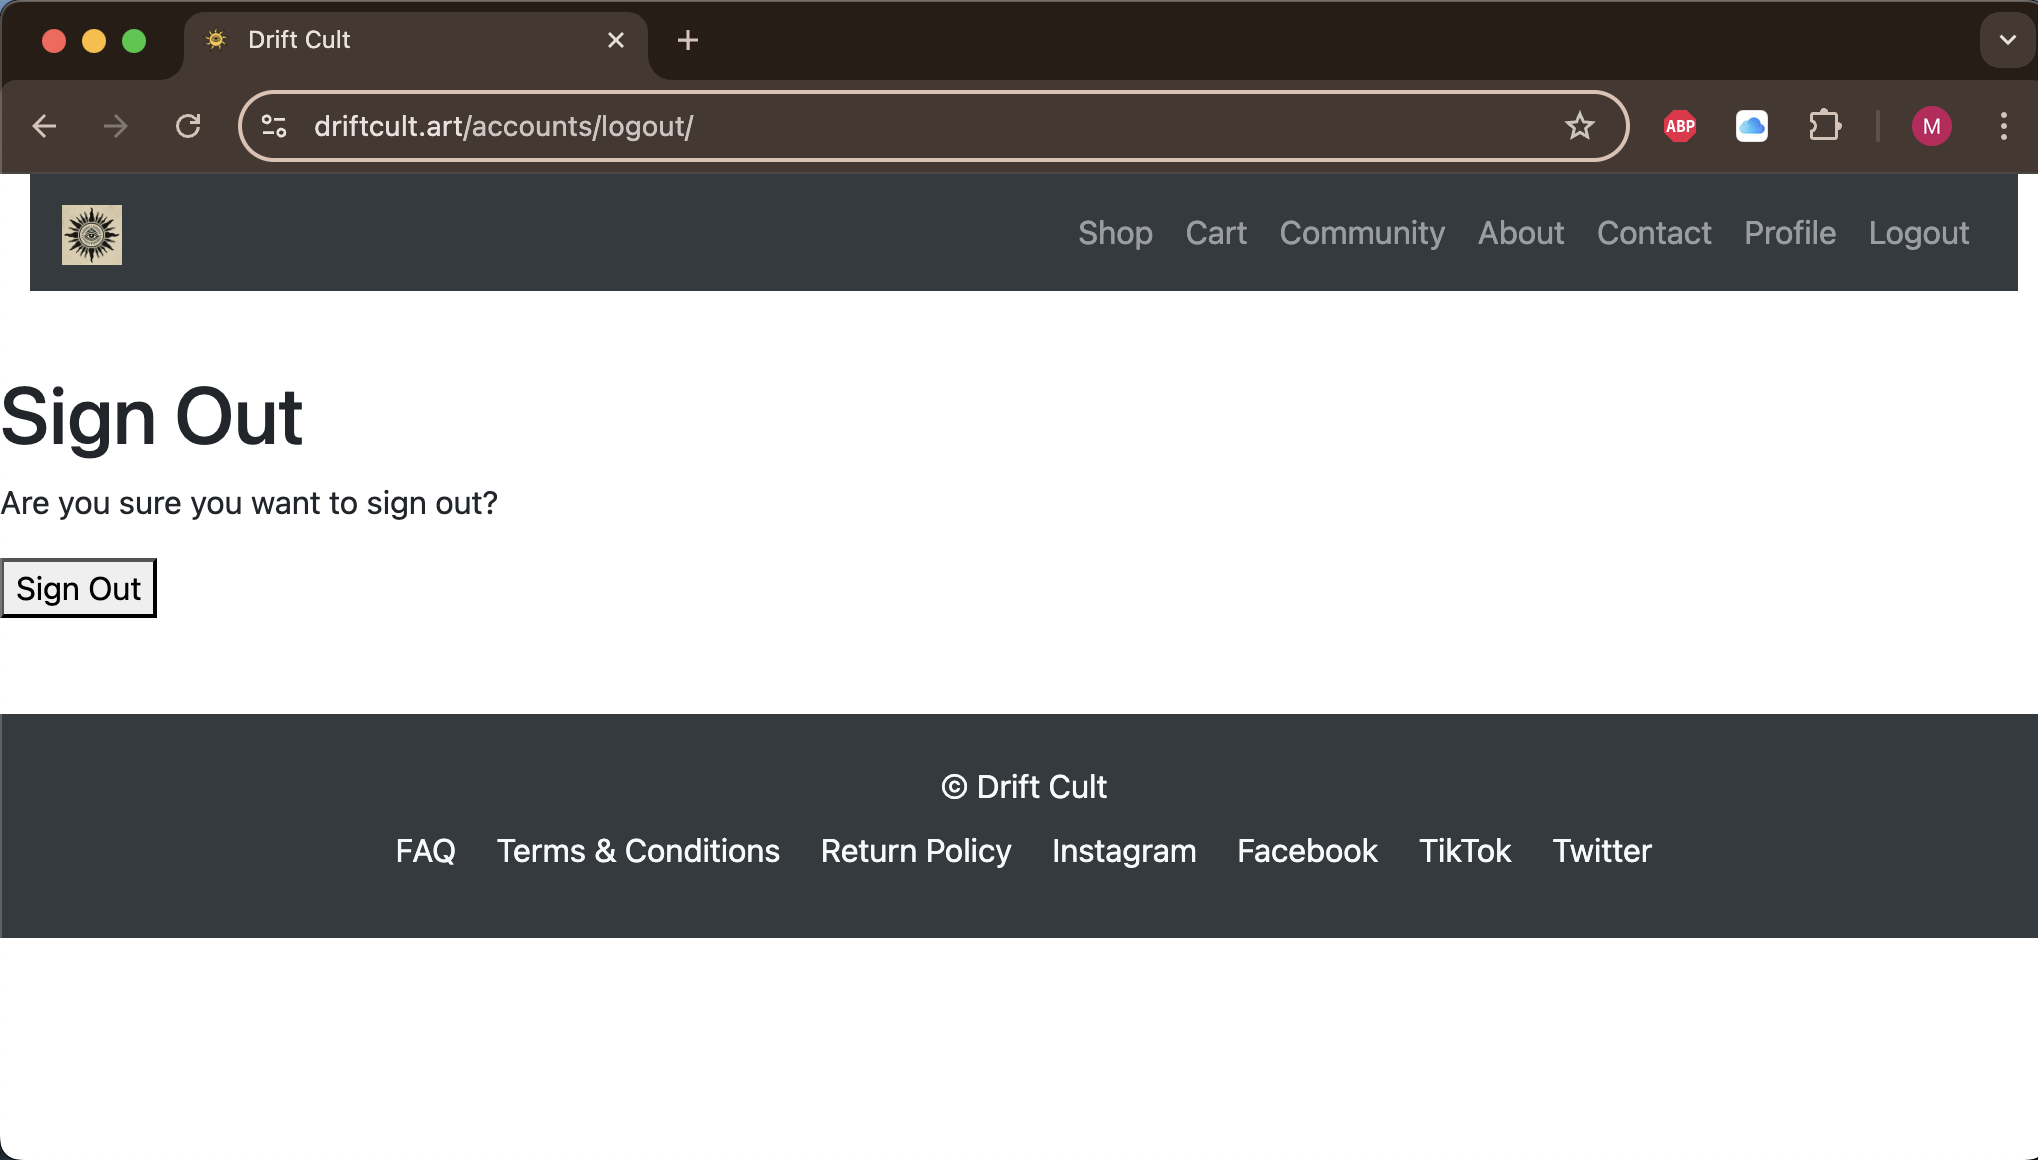 Drift Cult
driftcult.art/accounts/logout/
ABP
M
Shop Cart Community About Contact Profile Logout
Sign Out
Are you sure you want to sign out?
Sign Out
© Drift Cult
FAQ Terms & Conditions Return Policy Instagram Facebook TikTok Twitter